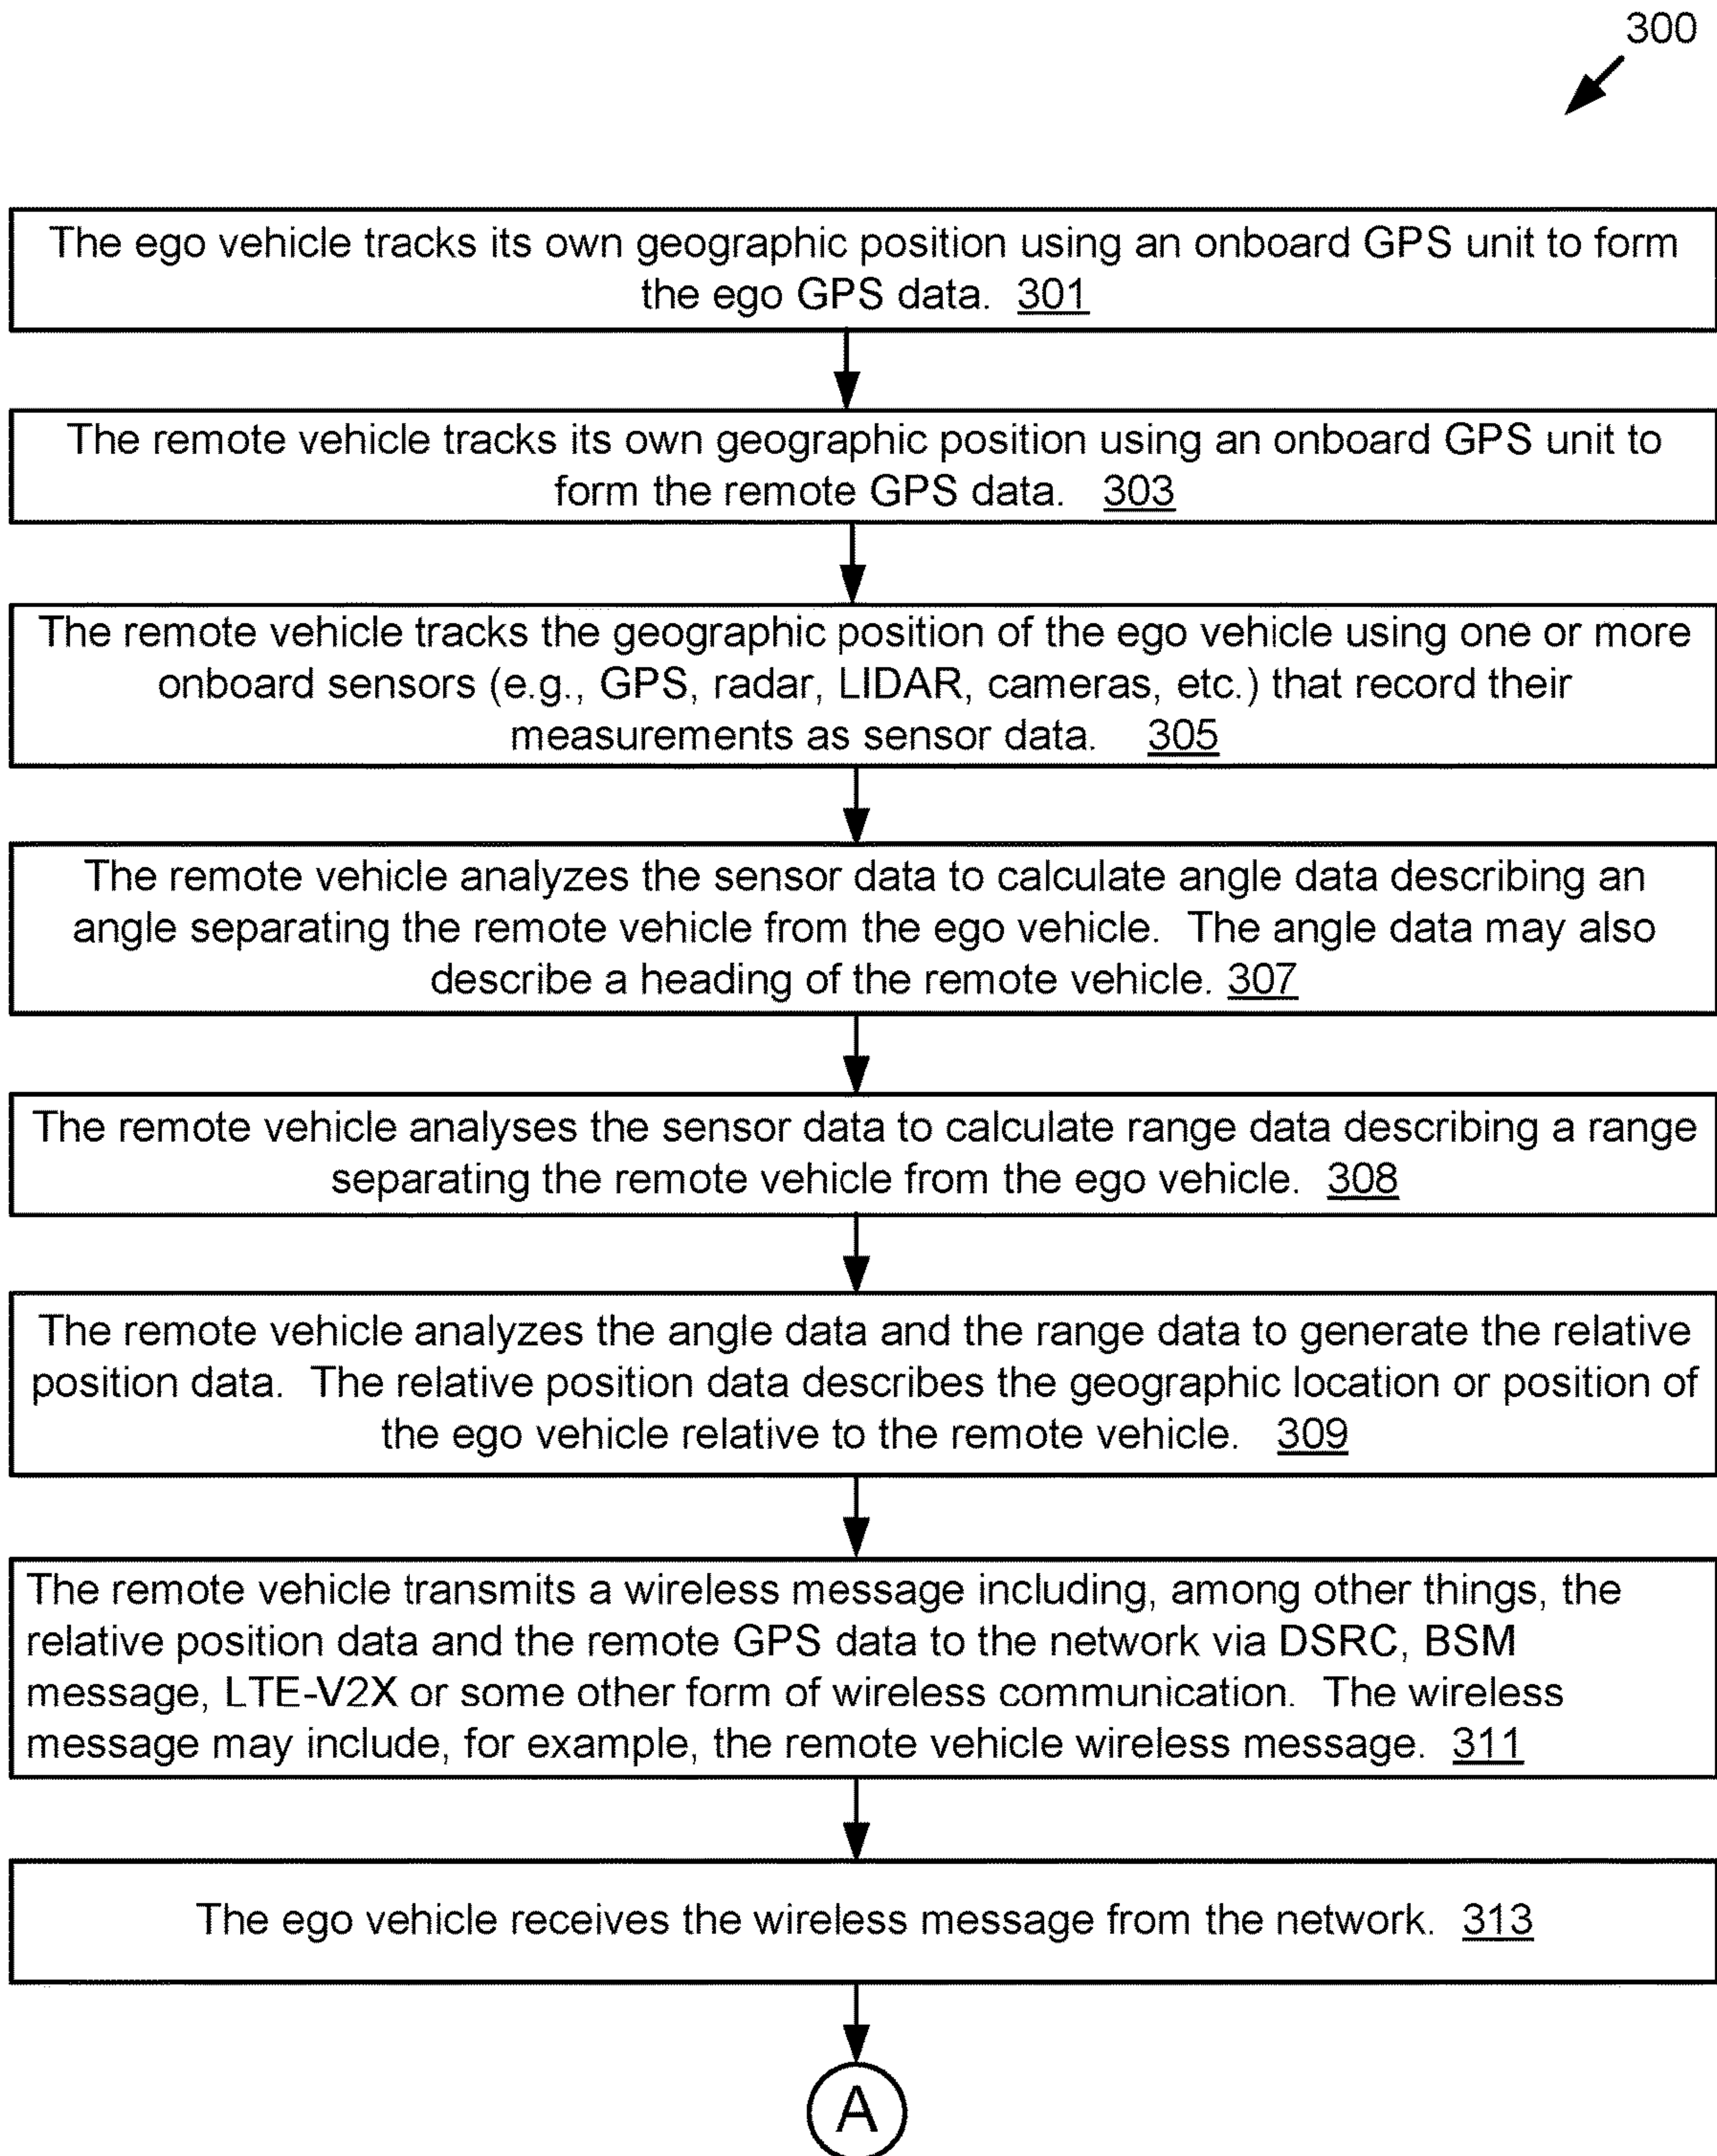 300
The ego vehicle tracks its own geographic position using an onboard GPS unit to form
the ego GPS data. 301
The remote vehicle tracks its own geographic position using an onboard GPS unit to
form the remote GPS data. 303
The remote vehicle tracks the geographic position of the ego vehicle using one or more
onboard sensors (e.g., GPS, radar, LIDAR, cameras, etc.) that record their
measurements as sensor data. 305
The remote vehicle analyzes the sensor data to calculate angle data describing an
angle separating the remote vehicle from the ego vehicle. The angle data may also
describe a heading of the remote vehicle. 307
The remote vehicle analyses the sensor data to calculate range data describing a range
separating the remote vehicle from the ego vehicle. 308
The remote vehicle analyzes the angle data and the range data to generate the relative
position data. The relative position data describes the geographic location or position of
the ego vehicle relative to the remote vehicle. 309
The remote vehicle transmits a wireless message including, among other things, the
relative position data and the remote GPS data to the network via DSRC, BSM
message, LTE-V2X or some other form of wireless communication. The wireless
message may include, for example, the remote vehicle wireless message. 311
The ego vehicle receives the wireless message from the network. 313
A